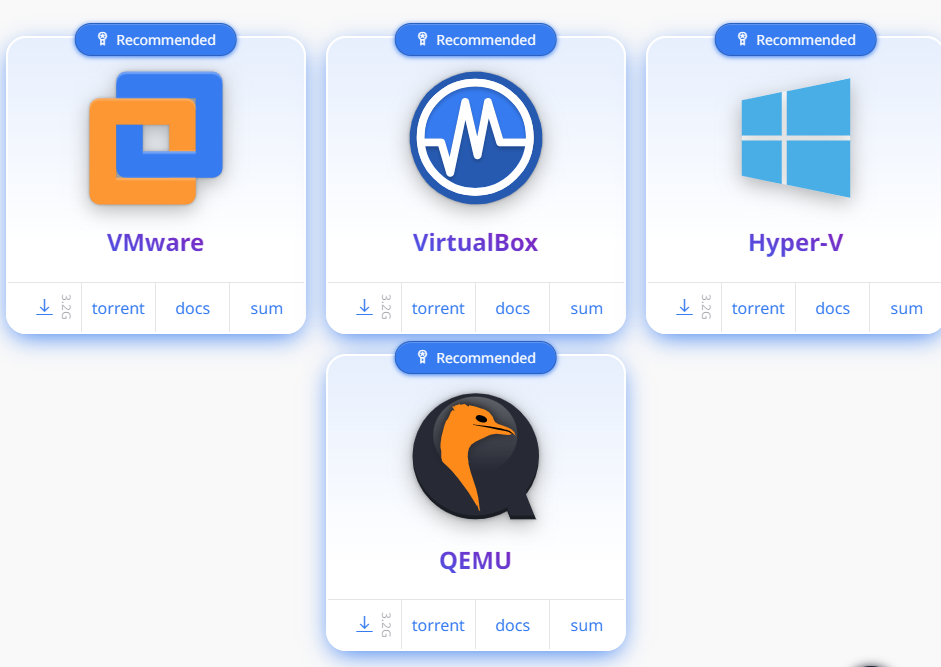 Recommended
Recommended
Recommended
VMware
VirtualBox
Hyper-V
3.2G torrent docs sum
3.2G torrent docs sum
3.2G torrent docs sum
Recommended
QEMU
3.2G torrent docs sum